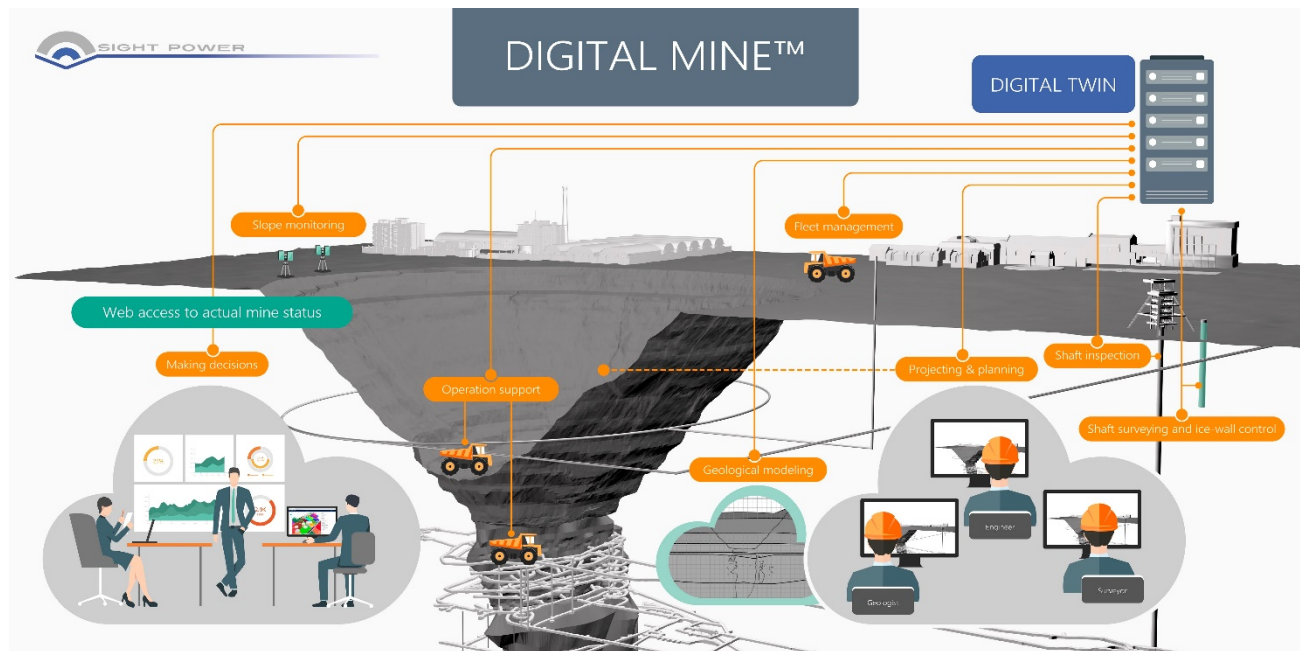 SIGHT POWER
DIGITAL MINE™
DIGITAL TWIN
Slope monitoring
Fleet management
Web access to actual mine status
Making decisions
Operation support
Projecting & planning
Shaft inspection
Shaft surveying and ice-wall control
Geological modeling
Engineer
Geologist
Surveyor